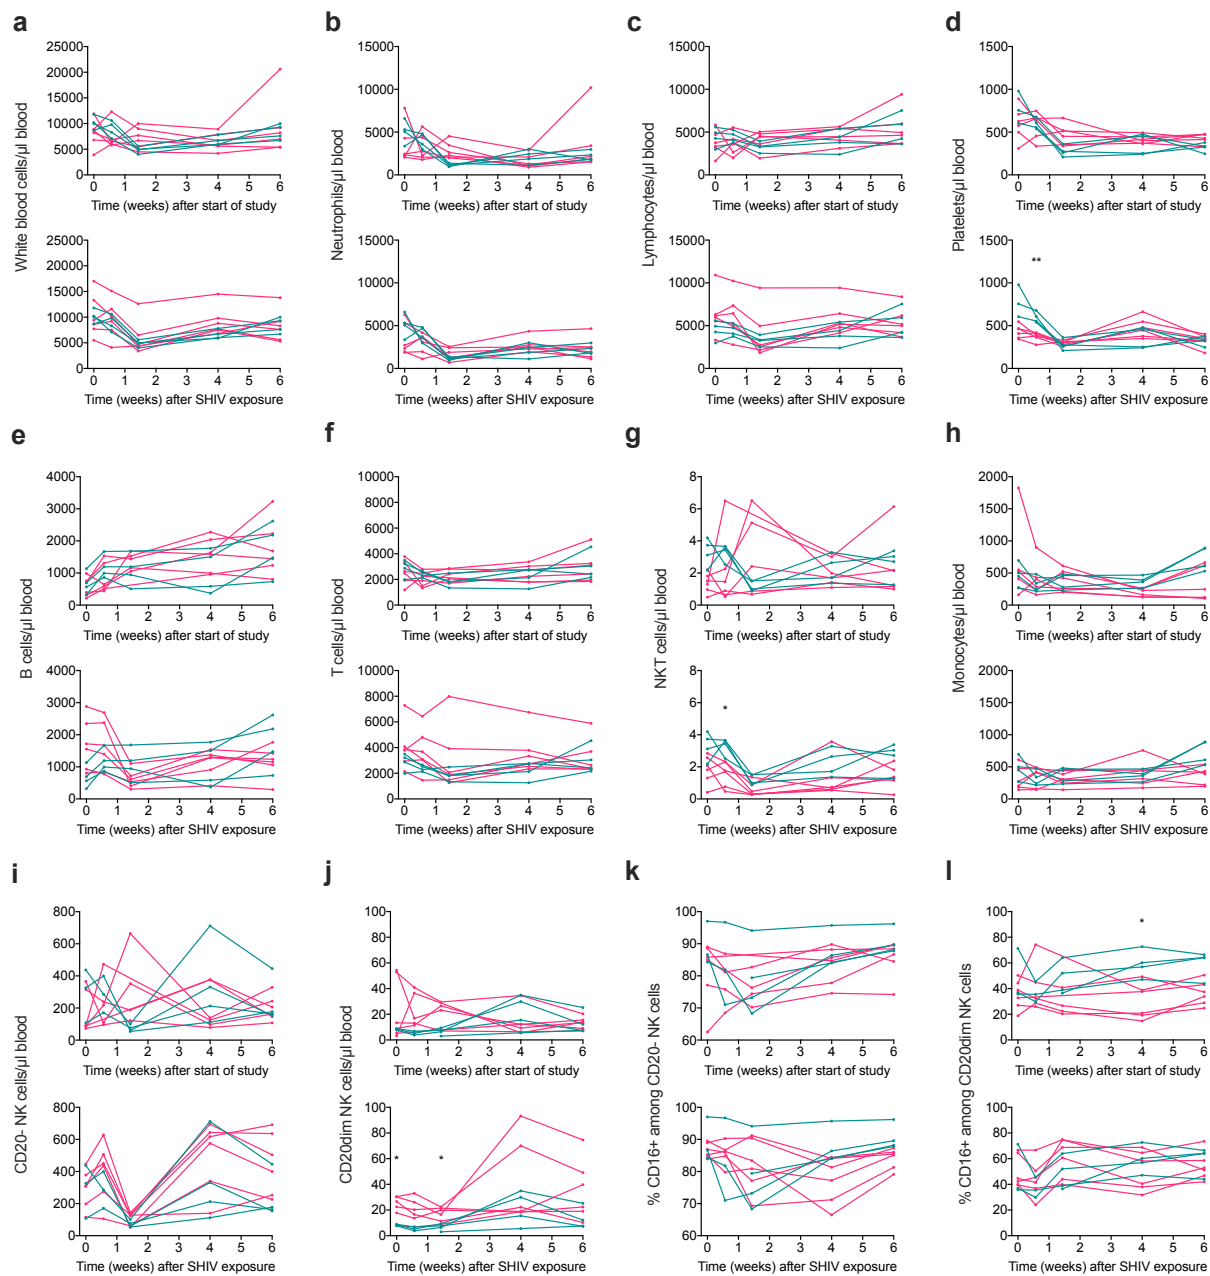 a
25000
20000
15000
10000
5000
0
0 1 2 3 4 5 6
Time (weeks) after start of study
25000
20000
15000
10000
5000
0
0 1 2 3 4 5 6
Time (weeks) after SHIV exposure
White blood cells/µl blood
b
15000
10000
5000
0
0 1 2 3 4 5 6
Time (weeks) after start of study
15000
10000
5000
0
0 1 2 3 4 5 6
Time (weeks) after SHIV exposure
Neutrophils/µl blood
c
15000
10000
5000
0
0 1 2 3 4 5 6
Time (weeks) after start of study
15000
10000
5000
0
0 1 2 3 4 5 6
Time (weeks) after SHIV exposure
Lymphocytes/µl blood
d
1500
1000
500
0
0 1 2 3 4 5 6
Time (weeks) after start of study
1500
**
1000
500
0
0 1 2 3 4 5 6
Time (weeks) after SHIV exposure
Platelets/µl blood
e
4000
3000
2000
1000
0
0 1 2 3 4 5 6
Time (weeks) after start of study
4000
3000
2000
1000
0
0 1 2 3 4 5 6
Time (weeks) after SHIV exposure
B cells/µl blood
f
10000
8000
6000
4000
2000
0
0 1 2 3 4 5 6
Time (weeks) after start of study
10000
8000
6000
4000
2000
0
0 1 2 3 4 5 6
Time (weeks) after SHIV exposure
T cells/µl blood
g
8
6
4
2
0
0 1 2 3 4 5 6
Time (weeks) after start of study
8
6
*
4
2
0
0 1 2 3 4 5 6
Time (weeks) after SHIV exposure
NKT cells/µl blood
h
2000
1500
1000
500
0
0 1 2 3 4 5 6
Time (weeks) after start of study
2000
1500
1000
500
0
0 1 2 3 4 5 6
Time (weeks) after SHIV exposure
Monocytes/µl blood
i
800
600
400
200
0
0 1 2 3 4 5 6
Time (weeks) after start of study
800
600
400
200
0
0 1 2 3 4 5 6
Time (weeks) after SHIV exposure
CD20- NK cells/µl blood
j
100
80
60
40
20
0
0 1 2 3 4 5 6
Time (weeks) after start of study
100
80
60
* *
40
20
0
0 1 2 3 4 5 6
Time (weeks) after SHIV exposure
CD20dim NK cells/µl blood
k
100
90
80
70
60
0 1 2 3 4 5 6
Time (weeks) after start of study
100
90
80
70
60
0 1 2 3 4 5 6
Time (weeks) after SHIV exposure
% CD16+ among CD20- NK cells
l
100
*
80
60
40
20
0
0 1 2 3 4 5 6
Time (weeks) after start of study
100
80
60
40
20
0
0 1 2 3 4 5 6
Time (weeks) after SHIV exposure
% CD16+ among CD20dim NK cells